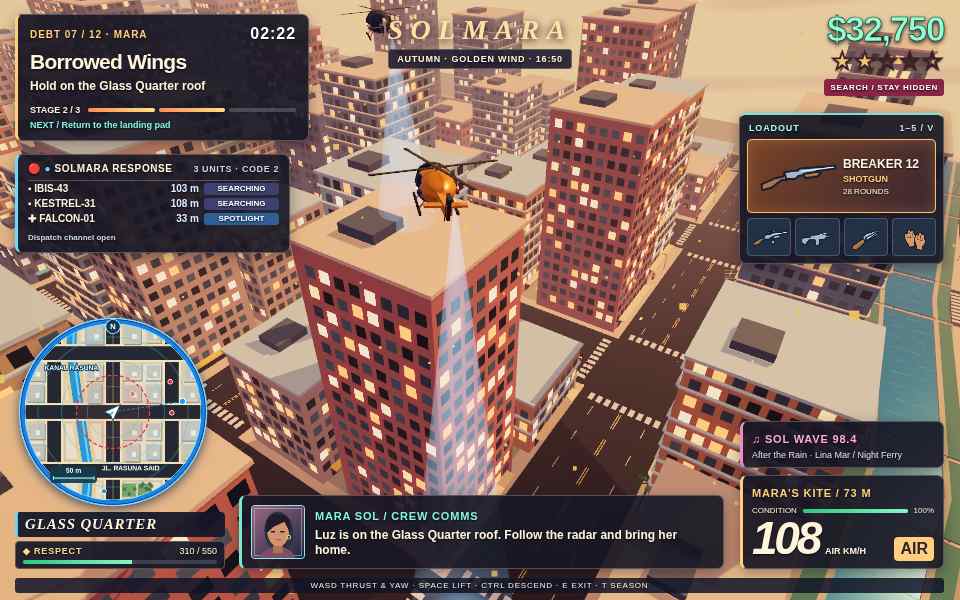 DEBT 07 / 12 · MARA
02:22
Borrowed Wings
Hold on the Glass Quarter roof
STAGE 2 / 3
NEXT / Return to the landing pad
SOLMARA
AUTUMN · GOLDEN WIND · 16:50
$32,750
SEARCH / STAY HIDDEN
SOLMARA RESPONSE
3 UNITS · CODE 2
IBIS-43 103 m SEARCHING
KESTREL-31 108 m SEARCHING
FALCON-01 33 m SPOTLIGHT
Dispatch channel open
LOADOUT
1–5 / V
BREAKER 12
SHOTGUN
28 ROUNDS
N
KANAL RASUNA
50 m
JL. RASUNA SAID
GLASS QUARTER
RESPECT 310 / 550
MARA SOL / CREW COMMS
Luz is on the Glass Quarter roof. Follow the radar and bring her
home.
♫ SOL WAVE 98.4
After the Rain · Lina Mar / Night Ferry
MARA'S KITE / 73 M
CONDITION 100%
108 AIR KM/H
AIR
WASD THRUST & YAW · SPACE LIFT · CTRL DESCEND · E EXIT · T SEASON